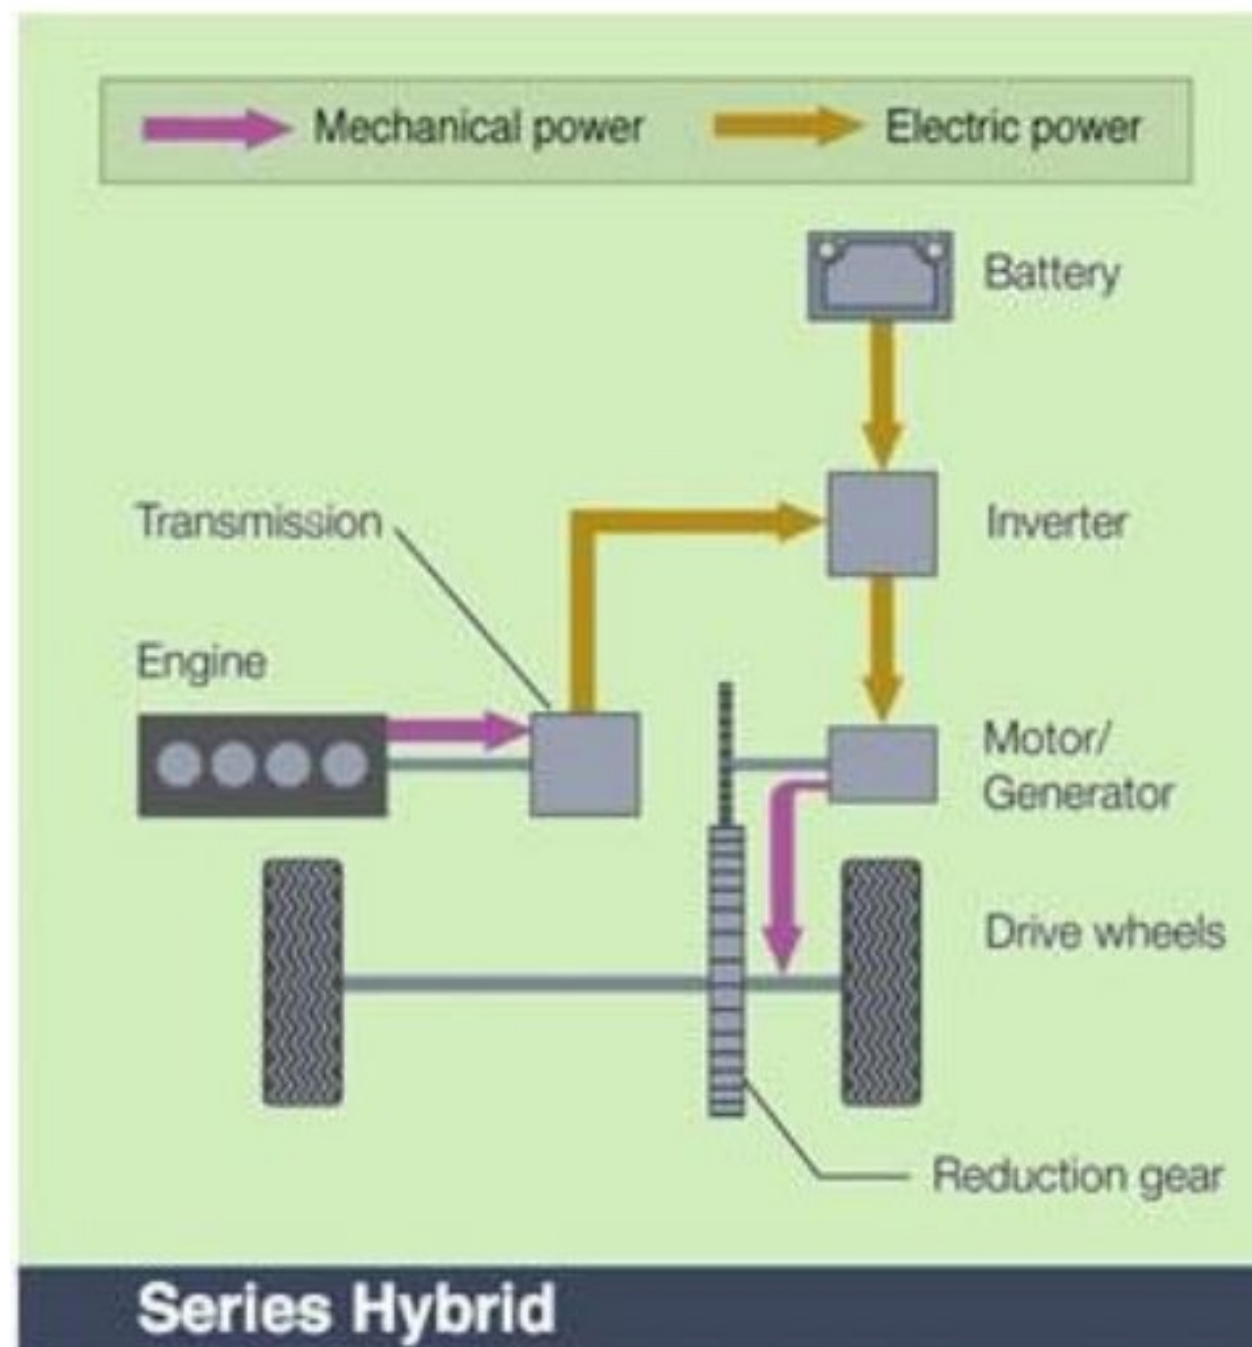 Mechanical power
Electric power
Battery
Transmission
Inverter
Engine
Motor/
Generator
Drive wheels
Reduction gear
Series Hybrid